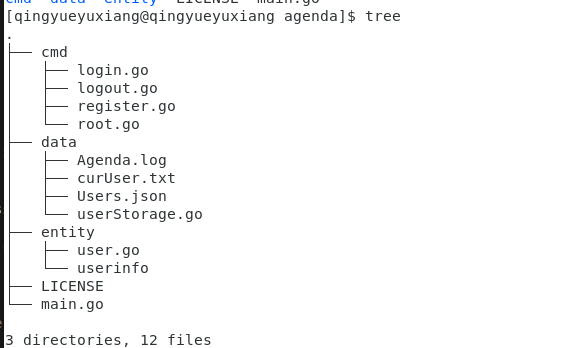 cmd data entity LICENSE main.go
[qingyueyuxiang@qingyueyuxiang agenda]$ tree
.
├── cmd
│   ├── login.go
│   ├── logout.go
│   ├── register.go
│   └── root.go
├── data
│   ├── Agenda.log
│   ├── curUser.txt
│   ├── Users.json
│   └── userStorage.go
├── entity
│   ├── user.go
│   └── userinfo
├── LICENSE
└── main.go
3 directories, 12 files